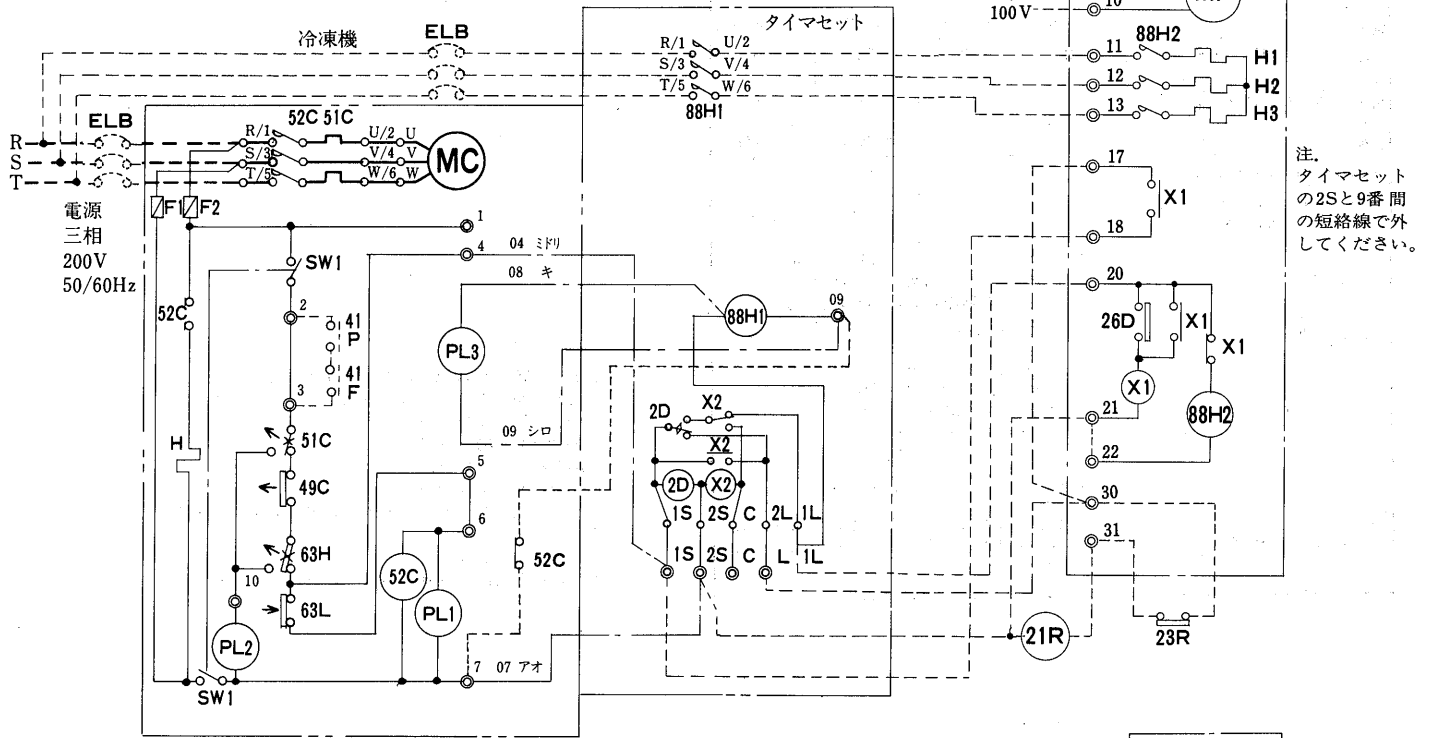 タイマセット
100V
10
冷凍機
ELB
R/1 U/2
S/3 V/4
T/5 W/6
88H1
88H2
11
H1
12
H2
13
H3
ELB
52C 51C
R
S
T
R/1 U/2 U
S/3 V/4 V
T/5 W/6 W
MC
F1 F2
電源
三相
200V
50/60Hz
17
X1
18
注.
タイマセット
の2Sと9番間
の短絡線で外
してください。
1
4 04 ミドリ
08 キ
SW1
2
41
P
41
F
3
52C
PL3
88H1
09
20
26D
X1
X1
X1
88H2
21
22
30
31
09 シロ
2D
X2
X2
2D
X2
1S 2S C 2L 1L
1S 2S C L 1L
H
51C
49C
63H
10
63L
5
6
52C
PL1
PL2
52C
7 07 アオ
SW1
21R
23R